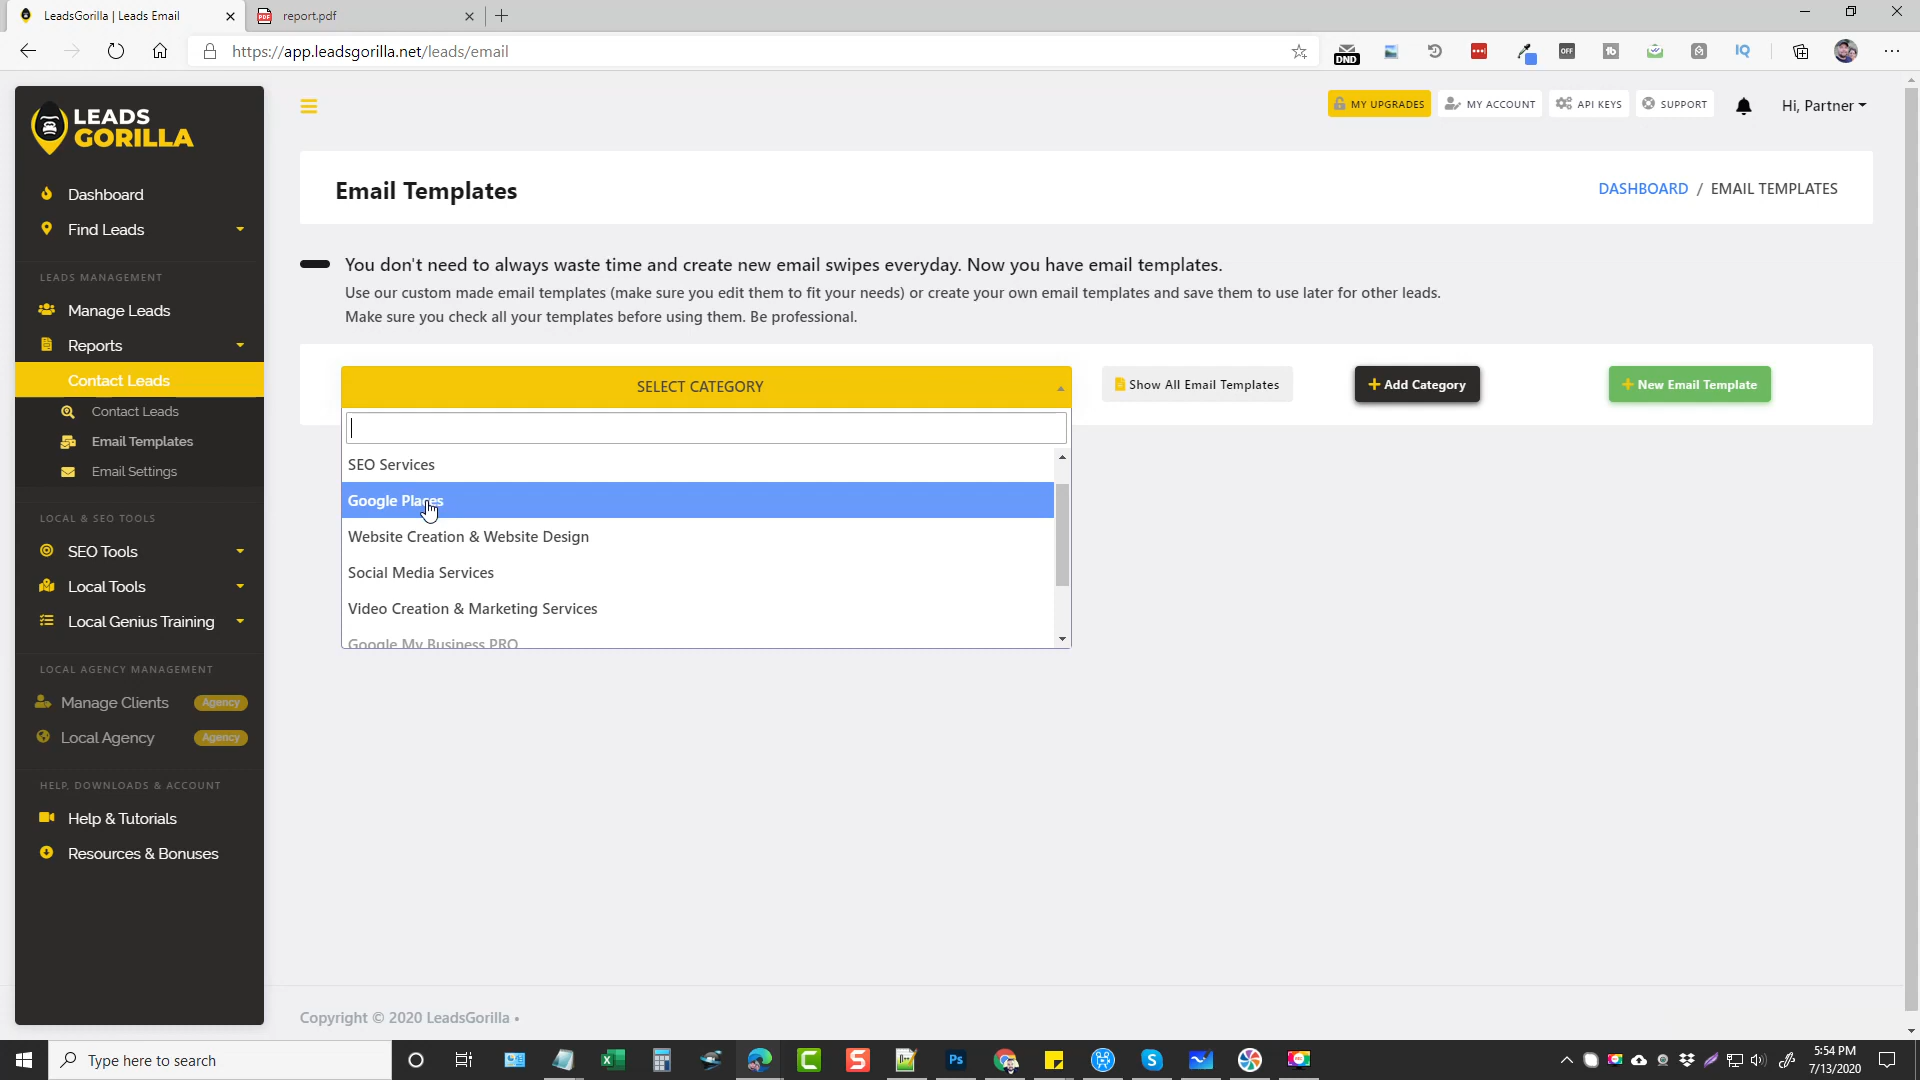 LeadsGorilla | Leads Email
PDF
report.pdf
https://app.leadsgorilla.net/leads/email
DND
OFF
IQ
LEADS
GORILLA
MY UPGRADES
MY ACCOUNT
API KEYS
SUPPORT
Hi, Partner
Dashboard
Find Leads
LEADS MANAGEMENT
Manage Leads
Reports
Contact Leads
Contact Leads
Email Templates
Email Settings
LOCAL & SEO TOOLS
SEO Tools
Local Tools
Local Genius Training
LOCAL AGENCY MANAGEMENT
Manage Clients Agency
Local Agency Agency
HELP, DOWNLOADS & ACCOUNT
Help & Tutorials
Resources & Bonuses
Email Templates
DASHBOARD / EMAIL TEMPLATES
You don't need to always waste time and create new email swipes everyday. Now you have email templates.
Use our custom made email templates (make sure you edit them to fit your needs) or create your own email templates and save them to use later for other leads.
Make sure you check all your templates before using them. Be professional.
SELECT CATEGORY
Show All Email Templates
+ Add Category
+ New Email Template
SEO Services
Google Places
Website Creation & Website Design
Social Media Services
Video Creation & Marketing Services
Google My Business PRO
Copyright © 2020 LeadsGorilla •
Type here to search
Ps
5:54 PM
7/13/2020